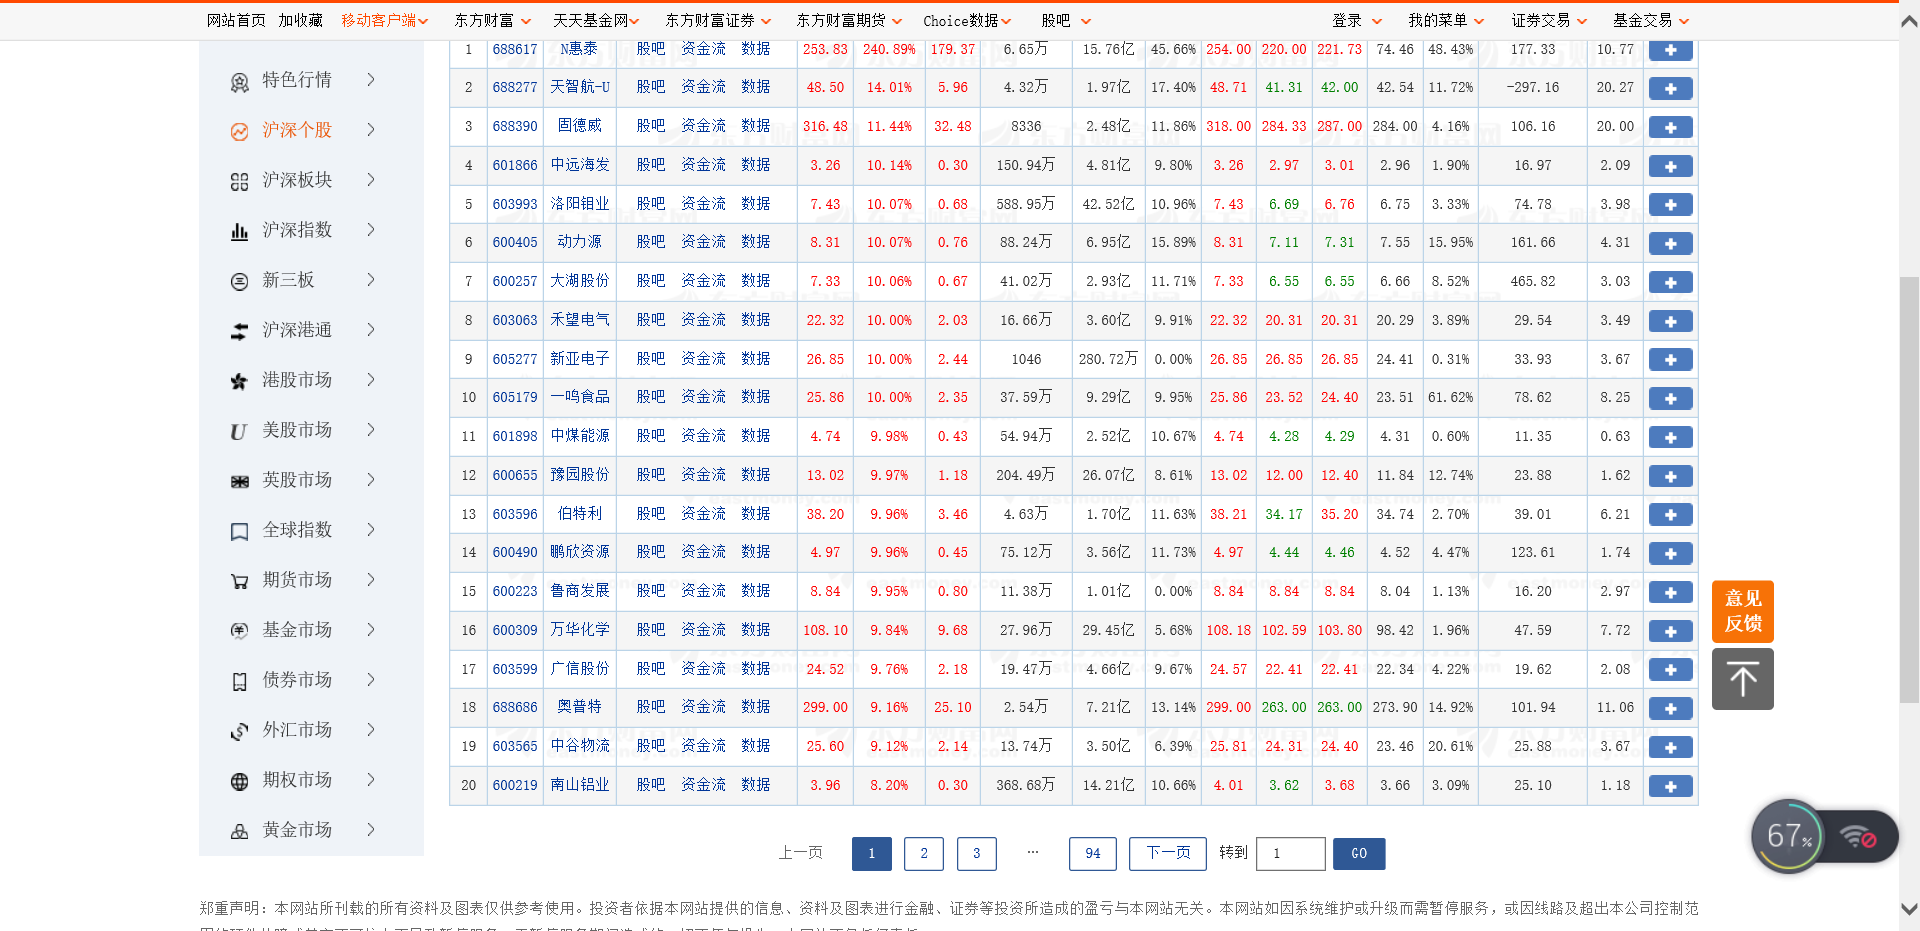 网站首页 加收藏 移动客户端 东方财富 天天基金网 东方财富证券 东方财富期货 Choice数据 股吧 登录 我的菜单 证券交易 基金交易
特色行情
沪深个股
沪深板块
沪深指数
新三板
沪深港通
港股市场
美股市场
英股市场
全球指数
期货市场
基金市场
债券市场
外汇市场
期权市场
黄金市场
1 688617 N惠泰 股吧 资金流 数据 253.83 240.89% 179.37 6.65万 15.76亿 45.66% 254.00 220.00 221.73 74.46 48.43% 177.33 10.77
2 688277 天智航-U 股吧 资金流 数据 48.50 14.01% 5.96 4.32万 1.97亿 17.40% 48.71 41.31 42.00 42.54 11.72% -297.16 20.27
3 688390 固德威 股吧 资金流 数据 316.48 11.44% 32.48 8336 2.48亿 11.86% 318.00 284.33 287.00 284.00 4.16% 106.16 20.00
4 601866 中远海发 股吧 资金流 数据 3.26 10.14% 0.30 150.94万 4.81亿 9.80% 3.26 2.97 3.01 2.96 1.90% 16.97 2.09
5 603993 洛阳钼业 股吧 资金流 数据 7.43 10.07% 0.68 588.95万 42.52亿 10.96% 7.43 6.69 6.76 6.75 3.33% 74.78 3.98
6 600405 动力源 股吧 资金流 数据 8.31 10.07% 0.76 88.24万 6.95亿 15.89% 8.31 7.11 7.31 7.55 15.95% 161.66 4.31
7 600257 大湖股份 股吧 资金流 数据 7.33 10.06% 0.67 41.02万 2.93亿 11.71% 7.33 6.55 6.55 6.66 8.52% 465.82 3.03
8 603063 禾望电气 股吧 资金流 数据 22.32 10.00% 2.03 16.66万 3.60亿 9.91% 22.32 20.31 20.31 20.29 3.89% 29.54 3.49
9 605277 新亚电子 股吧 资金流 数据 26.85 10.00% 2.44 1046 280.72万 0.00% 26.85 26.85 26.85 24.41 0.31% 33.93 3.67
10 605179 一鸣食品 股吧 资金流 数据 25.86 10.00% 2.35 37.59万 9.29亿 9.95% 25.86 23.52 24.40 23.51 61.62% 78.62 8.25
11 601898 中煤能源 股吧 资金流 数据 4.74 9.98% 0.43 54.94万 2.52亿 10.67% 4.74 4.28 4.29 4.31 0.60% 11.35 0.63
12 600655 豫园股份 股吧 资金流 数据 13.02 9.97% 1.18 204.49万 26.07亿 8.61% 13.02 12.00 12.40 11.84 12.74% 23.88 1.62
13 603596 伯特利 股吧 资金流 数据 38.20 9.96% 3.46 4.63万 1.70亿 11.63% 38.21 34.17 35.20 34.74 2.70% 39.01 6.21
14 600490 鹏欣资源 股吧 资金流 数据 4.97 9.96% 0.45 75.12万 3.56亿 11.73% 4.97 4.44 4.46 4.52 4.47% 123.61 1.74
15 600223 鲁商发展 股吧 资金流 数据 8.84 9.95% 0.80 11.38万 1.01亿 0.00% 8.84 8.84 8.84 8.04 1.13% 16.20 2.97
16 600309 万华化学 股吧 资金流 数据 108.10 9.84% 9.68 27.96万 29.45亿 5.68% 108.18 102.59 103.80 98.42 1.96% 47.59 7.72
17 603599 广信股份 股吧 资金流 数据 24.52 9.76% 2.18 19.47万 4.66亿 9.67% 24.57 22.41 22.41 22.34 4.22% 19.62 2.08
18 688686 奥普特 股吧 资金流 数据 299.00 9.16% 25.10 2.54万 7.21亿 13.14% 299.00 263.00 263.00 273.90 14.92% 101.94 11.06
19 603565 中谷物流 股吧 资金流 数据 25.60 9.12% 2.14 13.74万 3.50亿 6.39% 25.81 24.31 24.40 23.46 20.61% 25.88 3.67
20 600219 南山铝业 股吧 资金流 数据 3.96 8.20% 0.30 368.68万 14.21亿 10.66% 4.01 3.62 3.68 3.66 3.09% 25.10 1.18
意见
反馈
67%
上一页 1 2 3 … 94 下一页 转到 1 GO
郑重声明：本网站所刊载的所有资料及图表仅供参考使用。投资者依据本网站提供的信息、资料及图表进行金融、证券等投资所造成的盈亏与本网站无关。本网站如因系统维护或升级而需暂停服务，或因线路及超出本公司控制范